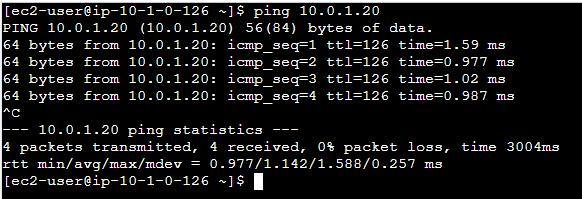 [ec2-user@ip-10-1-0-126 ~]$ ping 10.0.1.20
PING 10.0.1.20 (10.0.1.20) 56(84) bytes of data.
64 bytes from 10.0.1.20: icmp_seq=1 ttl=126 time=1.59 ms
64 bytes from 10.0.1.20: icmp_seq=2 ttl=126 time=0.977 ms
64 bytes from 10.0.1.20: icmp_seq=3 ttl=126 time=1.02 ms
64 bytes from 10.0.1.20: icmp_seq=4 ttl=126 time=0.987 ms
^C
--- 10.0.1.20 ping statistics ---
4 packets transmitted, 4 received, 0% packet loss, time 3004ms
rtt min/avg/max/mdev = 0.977/1.142/1.588/0.257 ms
[ec2-user@ip-10-1-0-126 ~]$